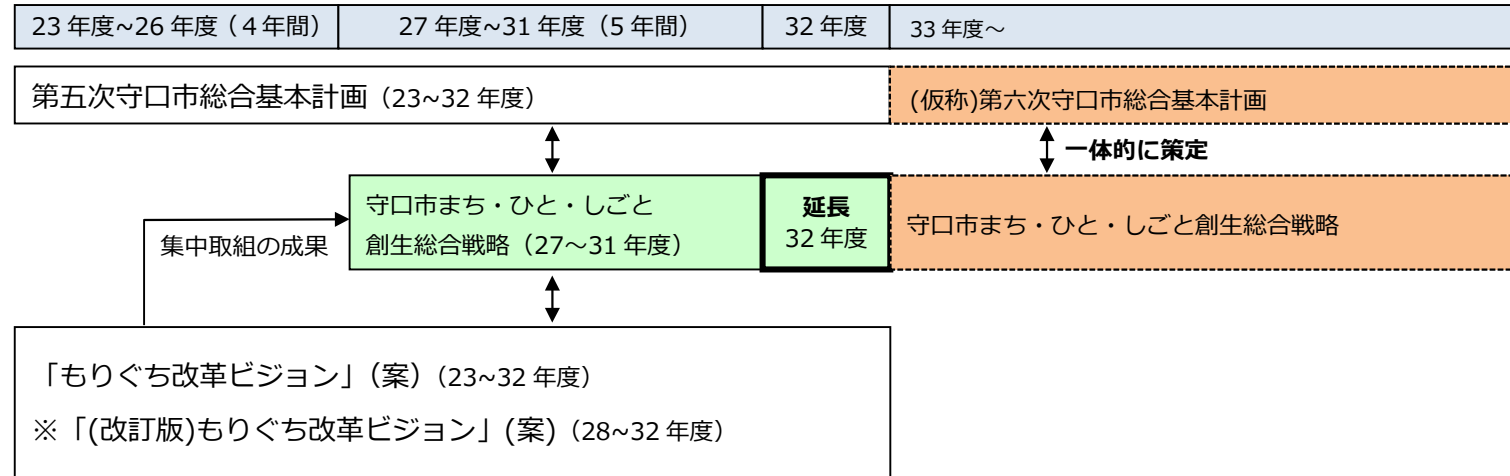 23 年度~26 年度（４年間） 27 年度~31 年度（5 年間） 32 年度 33 年度～
第五次守口市総合基本計画（23~32 年度） (仮称)第六次守口市総合基本計画
一体的に策定
守口市まち・ひと・しごと
創生総合戦略（27～31 年度）
延長
32 年度
守口市まち・ひと・しごと創生総合戦略
集中取組の成果
「もりぐち改革ビジョン」（案）（23~32 年度）
※「(改訂版)もりぐち改革ビジョン」(案)（28~32 年度）